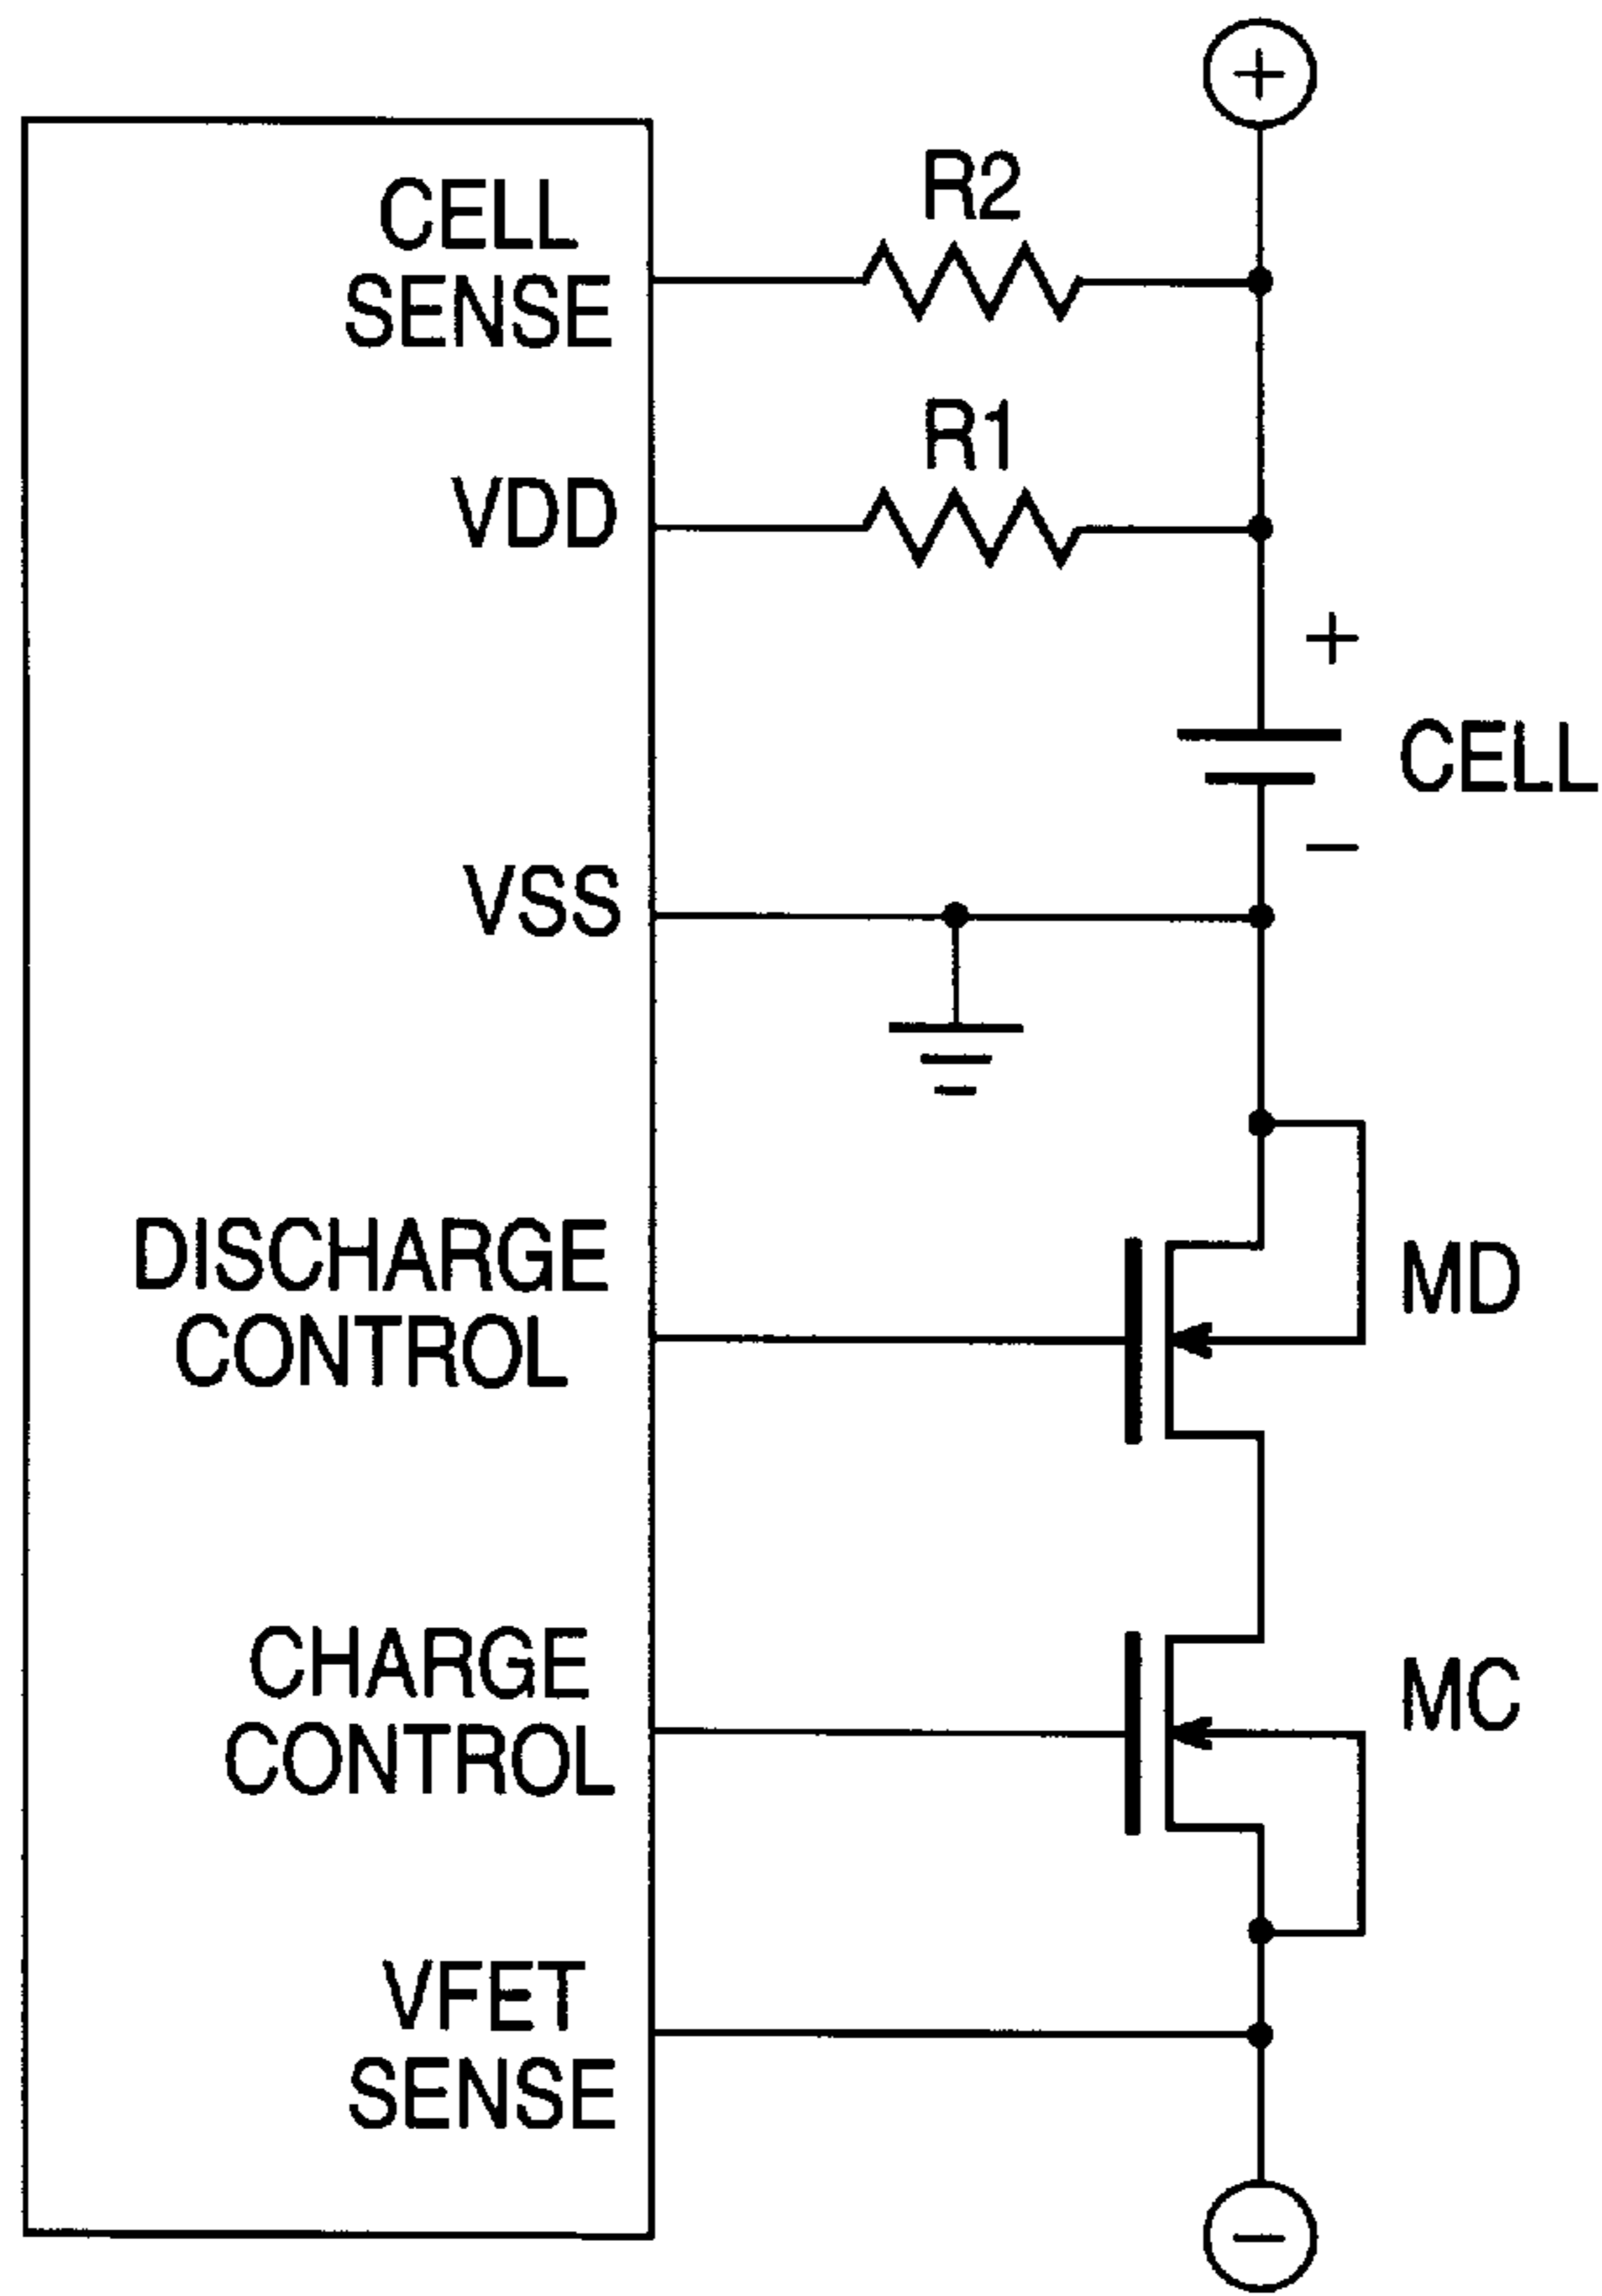 +
R2
CELL
SENSE
R1
VDD
+
CELL
−
VSS
DISCHARGE
CONTROL
MD
CHARGE
CONTROL
MC
VFET
SENSE
−